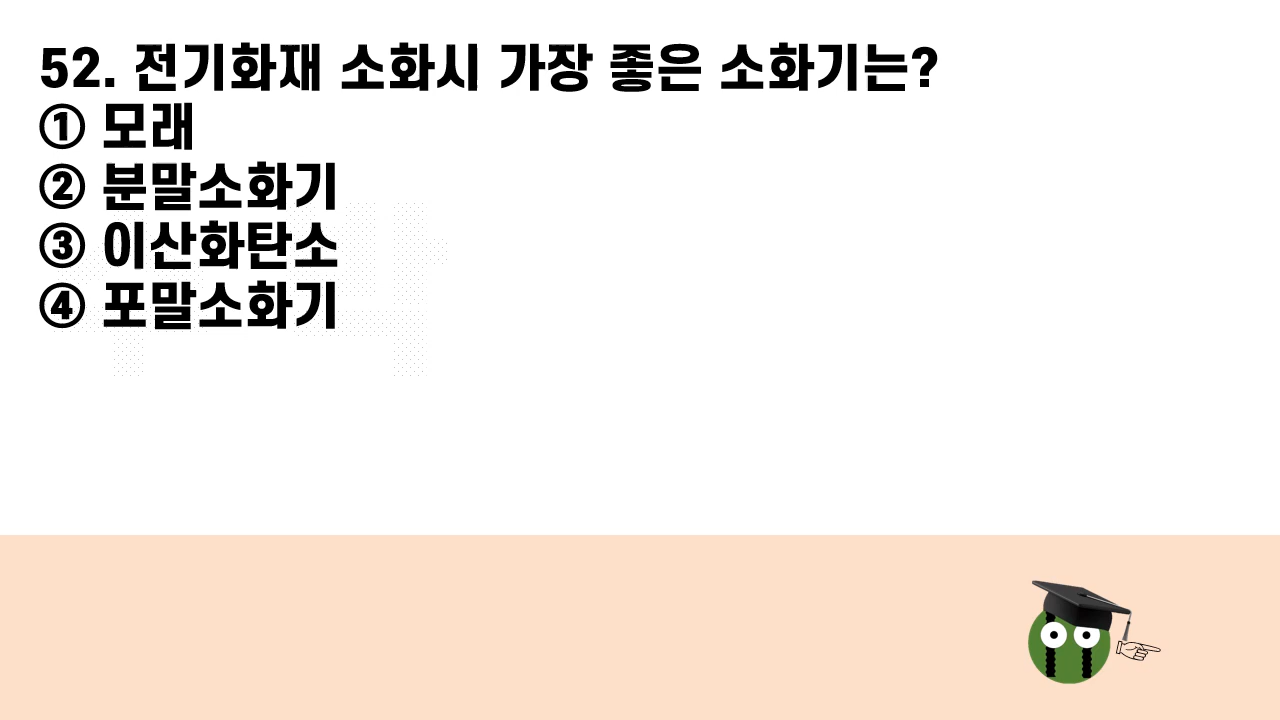 52. 전기화재 소화시 가장 좋은 소화기는?
① 모래
② 분말소화기
③ 이산화탄소
④ 포말소화기